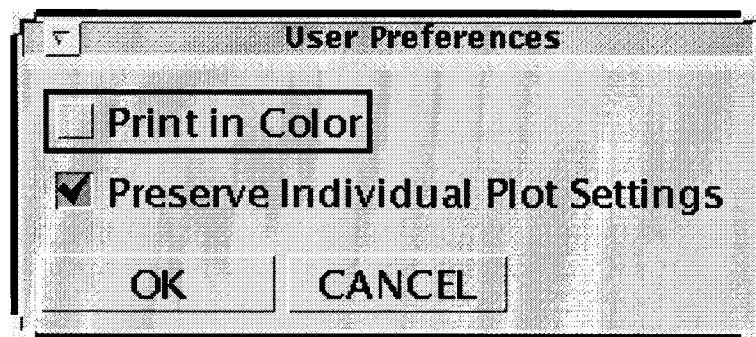 User Preferences
Print in Color
Preserve Individual Plot Settings
OK CANCEL